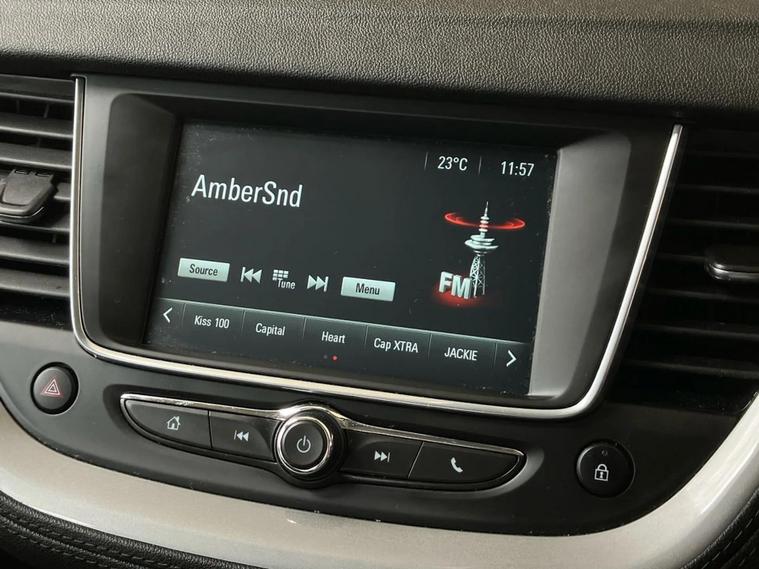 23°C 11:57
AmberSnd
Source Tune Menu
FM
Kiss 100 Capital Heart Cap XTRA JACKIE